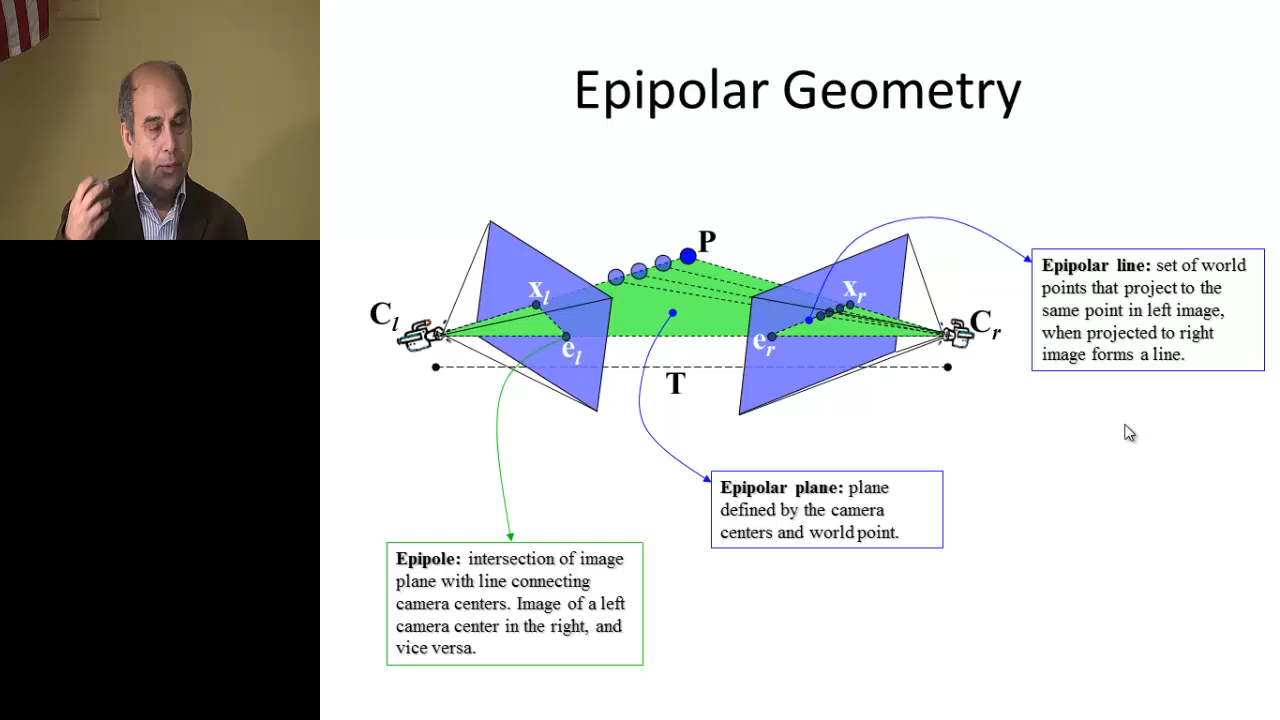 Epipolar Geometry
P
x_l
x_r
C_l
C_r
e_l
e_r
T
Epipolar line: set of world
points that project to the
same point in left image,
when projected to right
image forms a line.
Epipolar plane: plane
defined by the camera
centers and world point.
Epipole: intersection of image
plane with line connecting
camera centers. Image of a left
camera center in the right, and
vice versa.